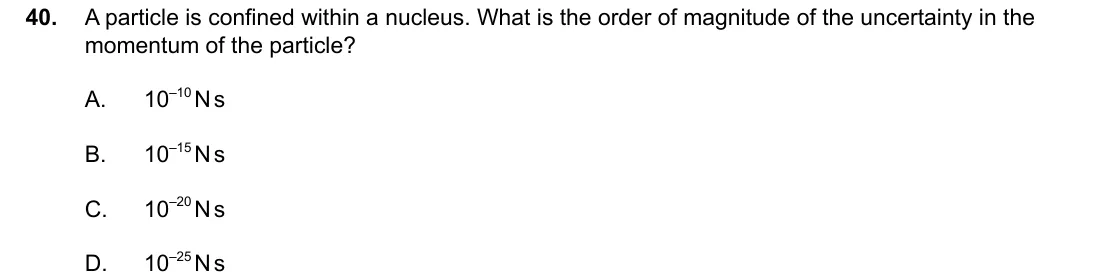 40. A particle is confined within a nucleus. What is the order of magnitude of the uncertainty in the
momentum of the particle?
A. 10⁻¹⁰ N s
B. 10⁻¹⁵ N s
C. 10⁻²⁰ N s
D. 10⁻²⁵ N s